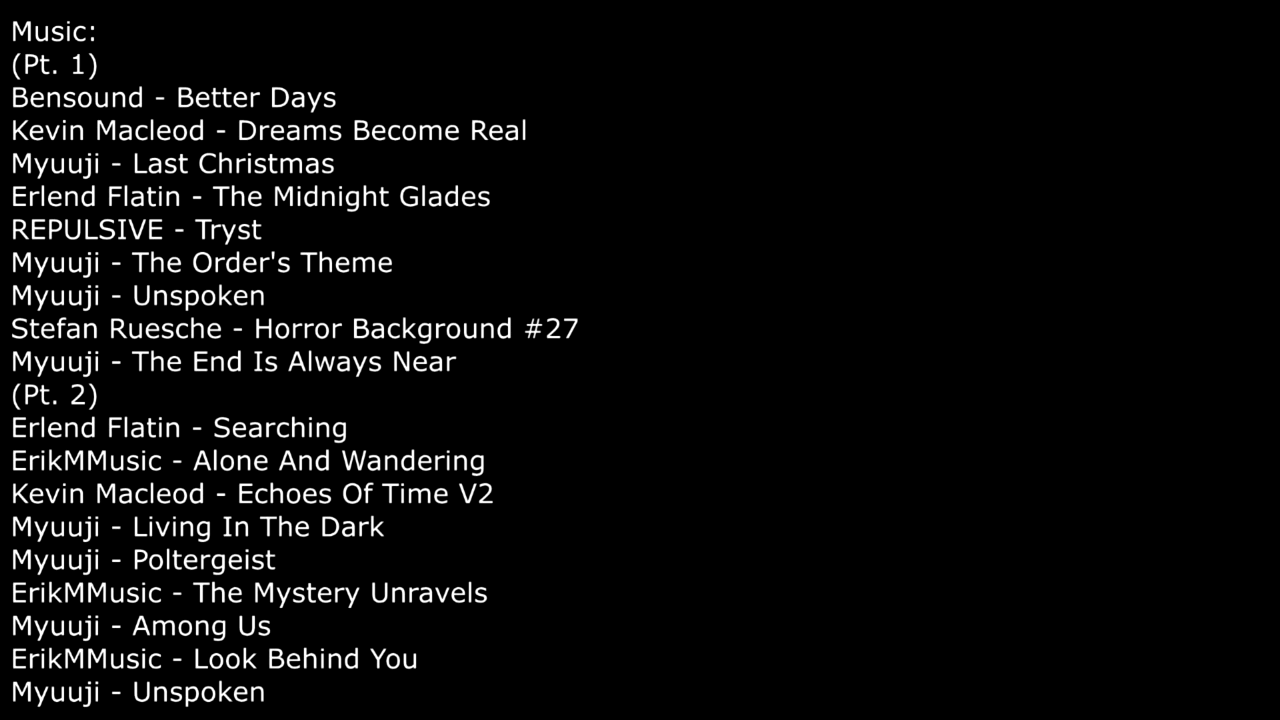 Music:
(Pt. 1)
Bensound - Better Days
Kevin Macleod - Dreams Become Real
Myuuji - Last Christmas
Erlend Flatin - The Midnight Glades
REPULSIVE - Tryst
Myuuji - The Order's Theme
Myuuji - Unspoken
Stefan Ruesche - Horror Background #27
Myuuji - The End Is Always Near
(Pt. 2)
Erlend Flatin - Searching
ErikMMusic - Alone And Wandering
Kevin Macleod - Echoes Of Time V2
Myuuji - Living In The Dark
Myuuji - Poltergeist
ErikMMusic - The Mystery Unravels
Myuuji - Among Us
ErikMMusic - Look Behind You
Myuuji - Unspoken